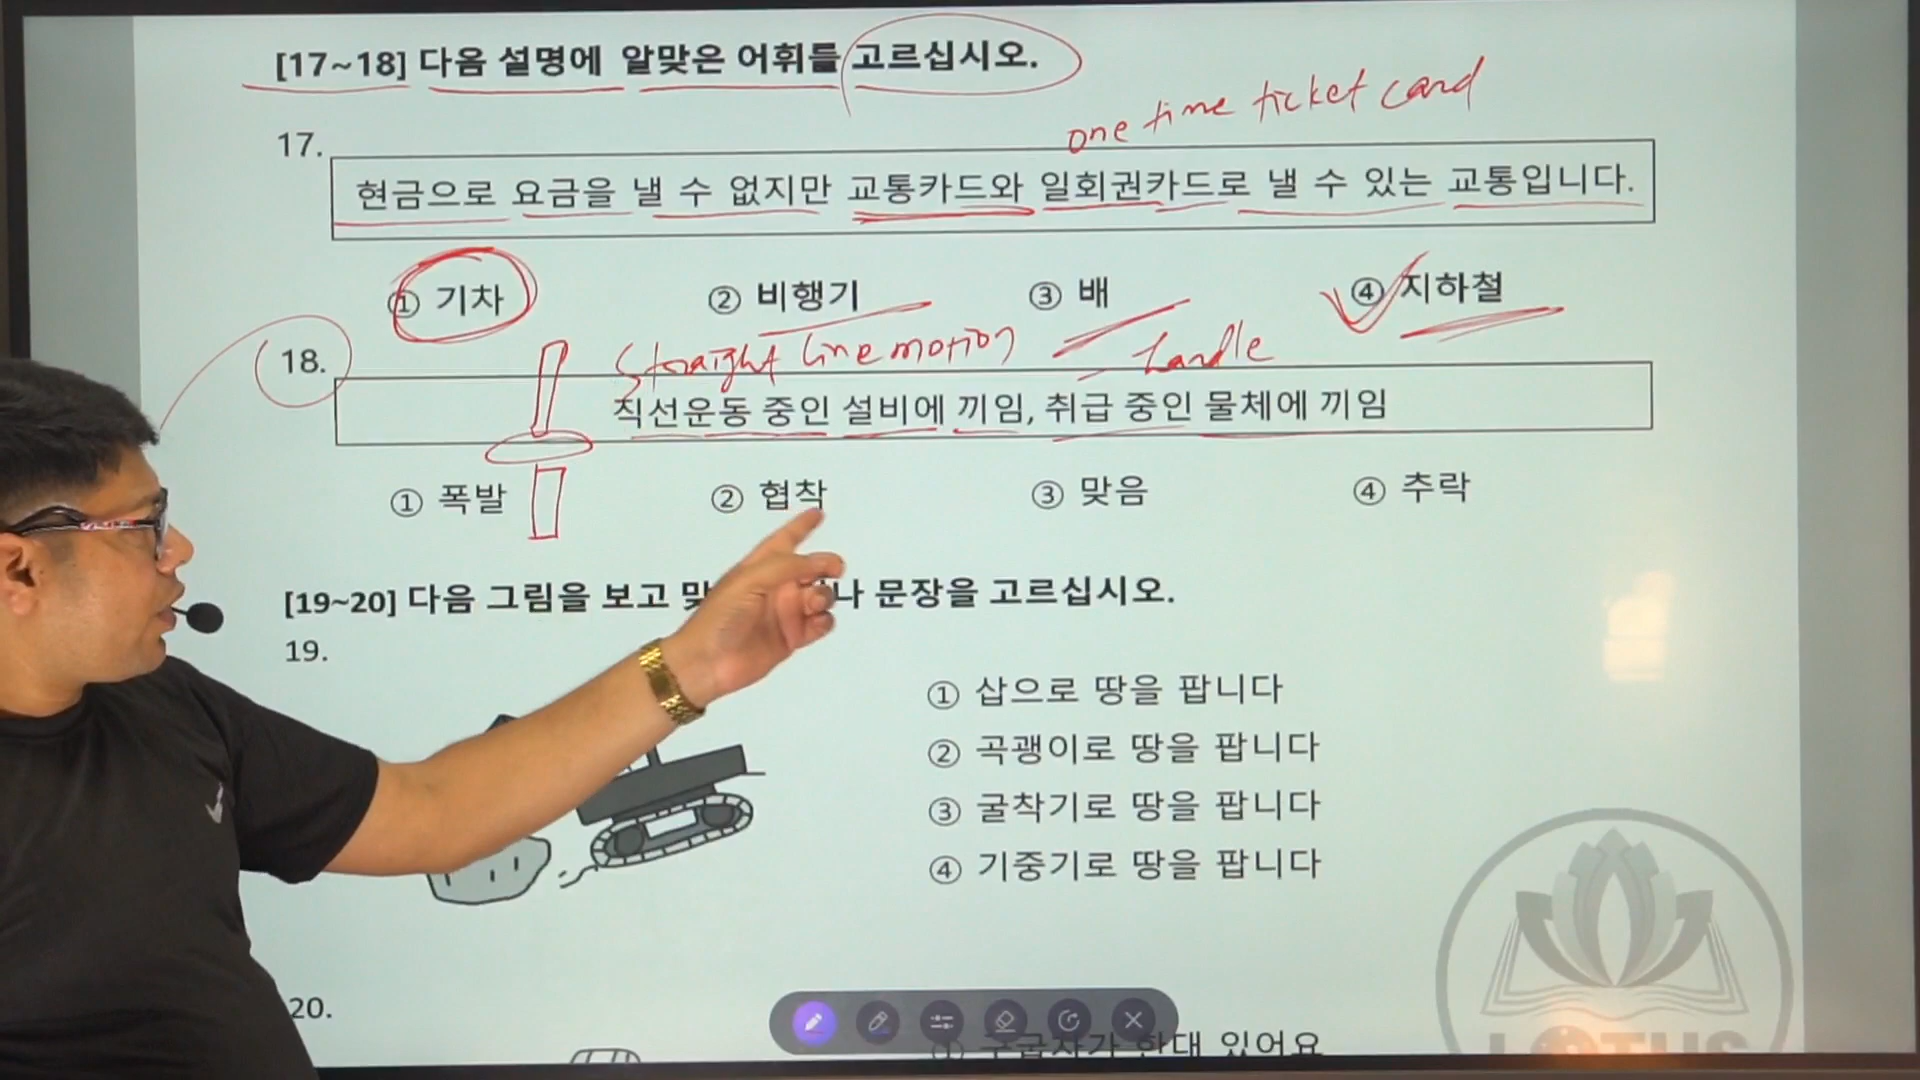 [17~18] 다음 설명에 알맞은 어휘를 고르십시오.
one time ticket card
17.
현금으로 요금을 낼 수 없지만 교통카드와 일회권카드로 낼 수 있는 교통입니다.
① 기차 ② 비행기 ③ 배 ④ 지하철
straight line motion handle
18.
직선운동 중인 설비에 끼임, 취급 중인 물체에 끼임
① 폭발 ② 협착 ③ 맞음 ④ 추락
[19~20] 다음 그림을 보고 맞 나 문장을 고르십시오.
19.
① 삽으로 땅을 팝니다
② 곡괭이로 땅을 팝니다
③ 굴착기로 땅을 팝니다
④ 기중기로 땅을 팝니다
20.
한대 있어요
LOTUS